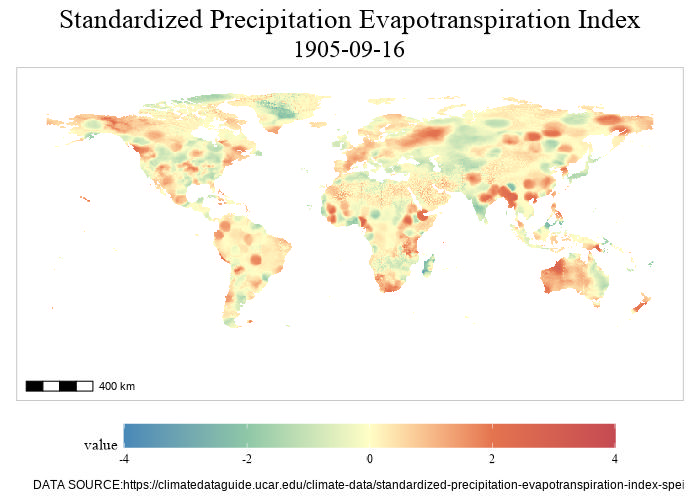 Standardized Precipitation Evapotranspiration Index
1905-09-16
400 km
value
-4 -2 0 2 4
DATA SOURCE:https://climatedataguide.ucar.edu/climate-data/standardized-precipitation-evapotranspiration-index-spei